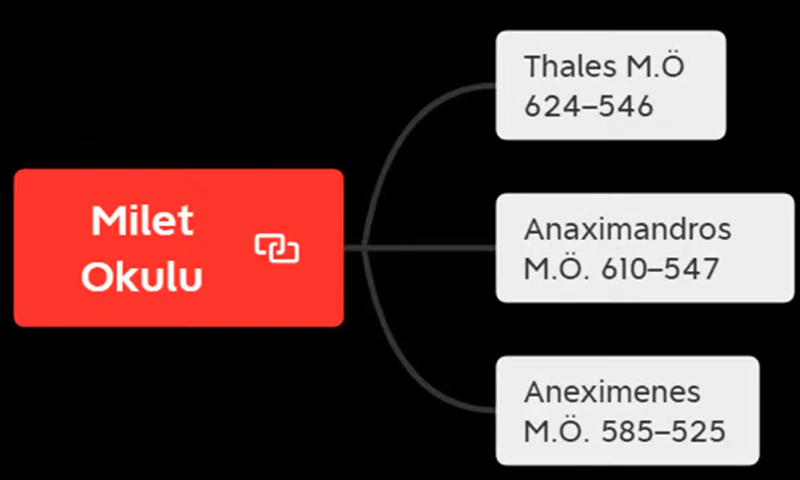 Milet
Okulu
Thales M.Ö
624–546
Anaximandros
M.Ö. 610–547
Aneximenes
M.Ö. 585–525